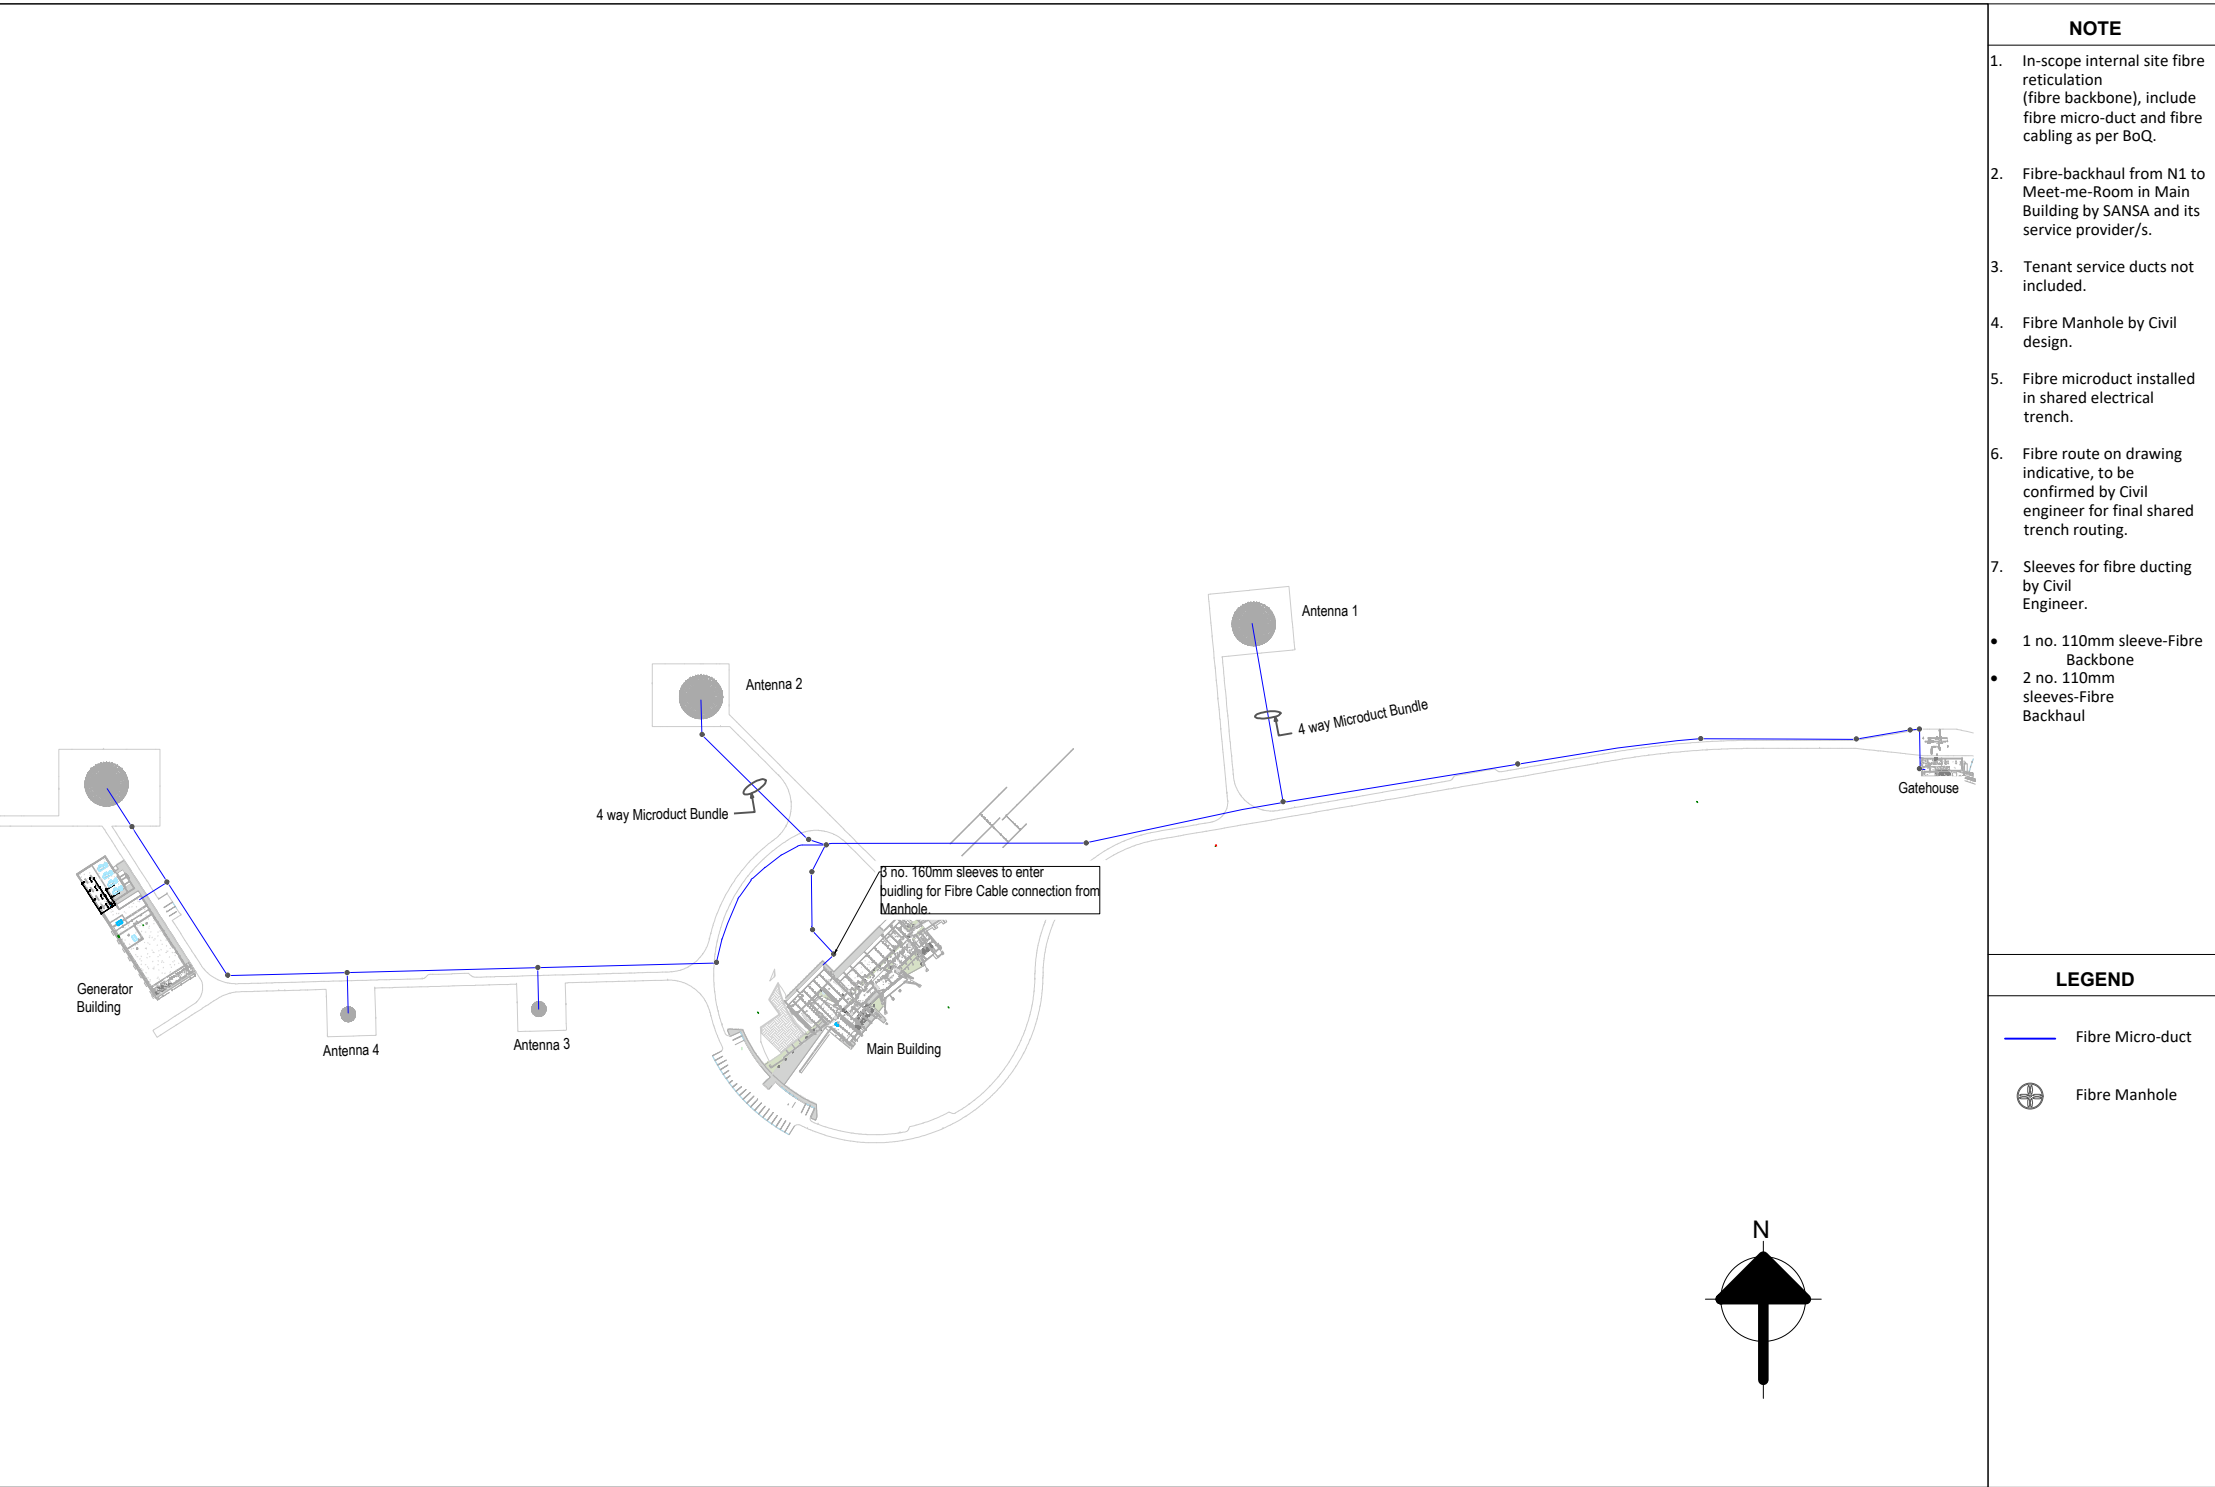 NOTE
1. In-scope internal site fibre
reticulation
(fibre backbone), include
fibre micro-duct and fibre
cabling as per BoQ.
2. Fibre-backhaul from N1 to
Meet-me-Room in Main
Building by SANSA and its
service provider/s.
3. Tenant service ducts not
included.
4. Fibre Manhole by Civil
design.
5. Fibre microduct installed
in shared electrical
trench.
6. Fibre route on drawing
indicative, to be
confirmed by Civil
engineer for final shared
trench routing.
7. Sleeves for fibre ducting
by Civil
Engineer.
• 1 no. 110mm sleeve-Fibre
Backbone
• 2 no. 110mm
sleeves-Fibre
Backhaul
Antenna 1
Antenna 2
4 way Microduct Bundle
4 way Microduct Bundle
Gatehouse
3 no. 160mm sleeves to enter
buidling for Fibre Cable connection from
Manhole.
Generator
Building
Antenna 4
Antenna 3
Main Building
LEGEND
Fibre Micro-duct
Fibre Manhole
N